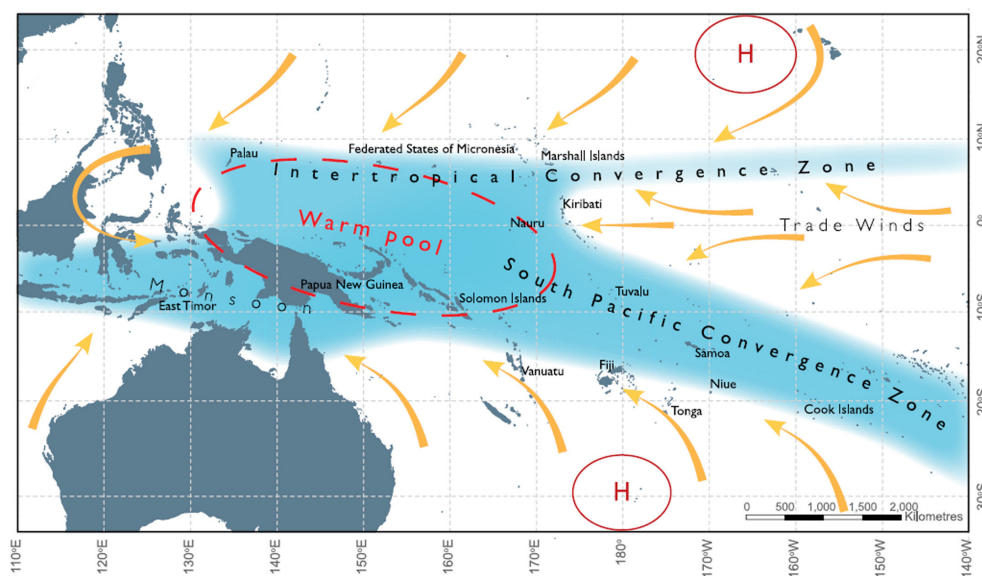 H
20°N
10°N
Palau
Federated States of Micronesia
Marshall Islands
Intertropical Convergence Zone
Kiribati
Warm pool
Nauru
Trade Winds
0°
South Pacific Convergence Zone
Monsoon
Papua New Guinea
Tuvalu
Solomon Islands
East Timor
10°S
Samoa
Vanuatu
Fiji
Niue
Cook Islands
Tonga
20°S
H
0 500 1,000 1,500 2,000
Kilometres
30°S
110°E 120°E 130°E 140°E 150°E 160°E 170°E 180° 170°W 160°W 150°W 140°W